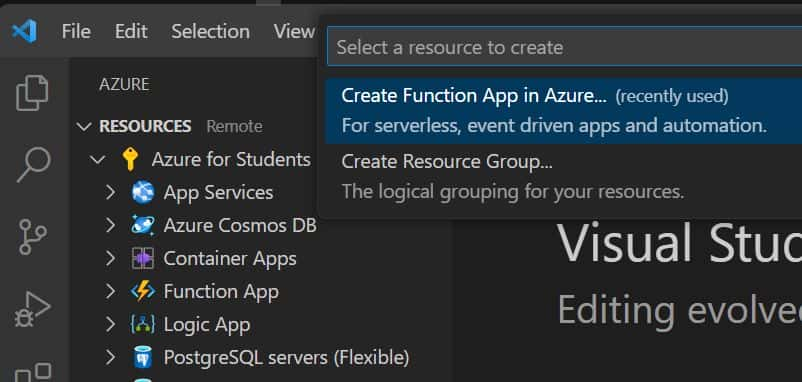 File Edit Selection View
Select a resource to create
AZURE
Create Function App in Azure... (recently used)
For serverless, event driven apps and automation.
RESOURCES Remote
Azure for Students
Create Resource Group...
The logical grouping for your resources.
App Services
Azure Cosmos DB
Container Apps
Function App
Logic App
PostgreSQL servers (Flexible)
Visual Stud
Editing evolved